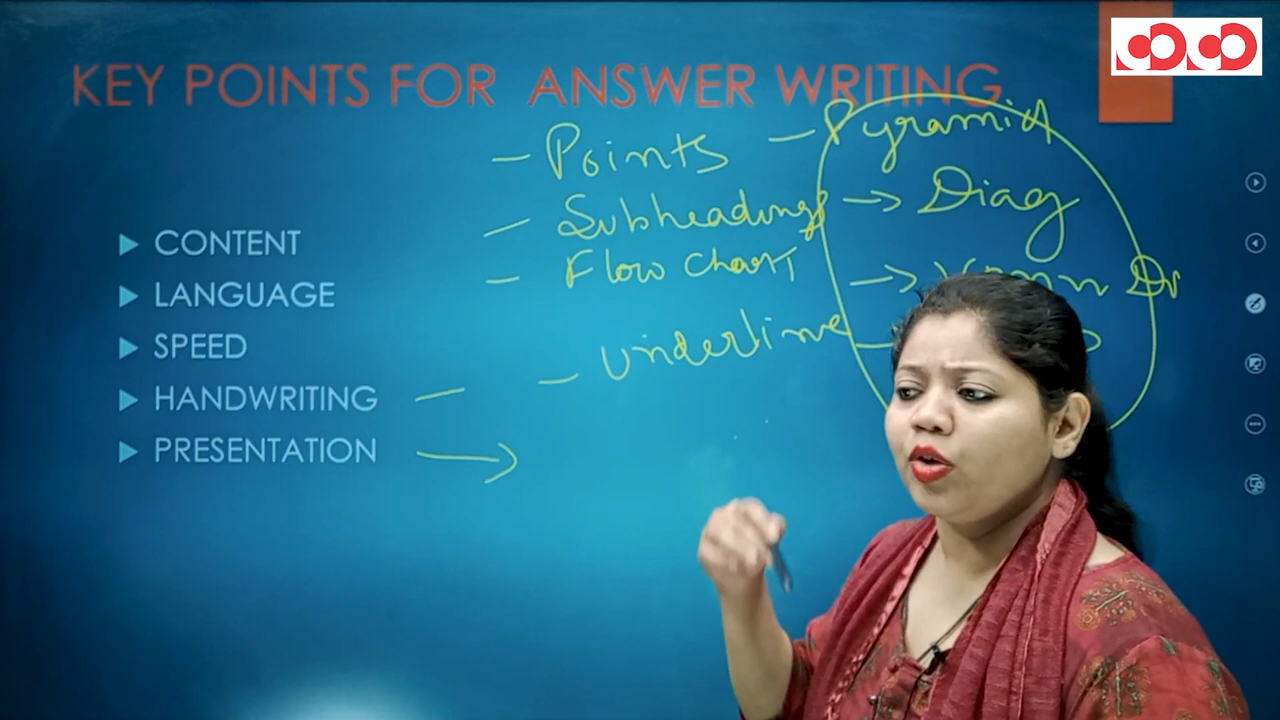 KEY POINTS FOR ANSWER WRITING
- Points - Pyramid
- Subheadings → Diag
- Flow Chart →
- Underline -
▶ CONTENT
▶ LANGUAGE
▶ SPEED
▶ HANDWRITING -
▶ PRESENTATION →